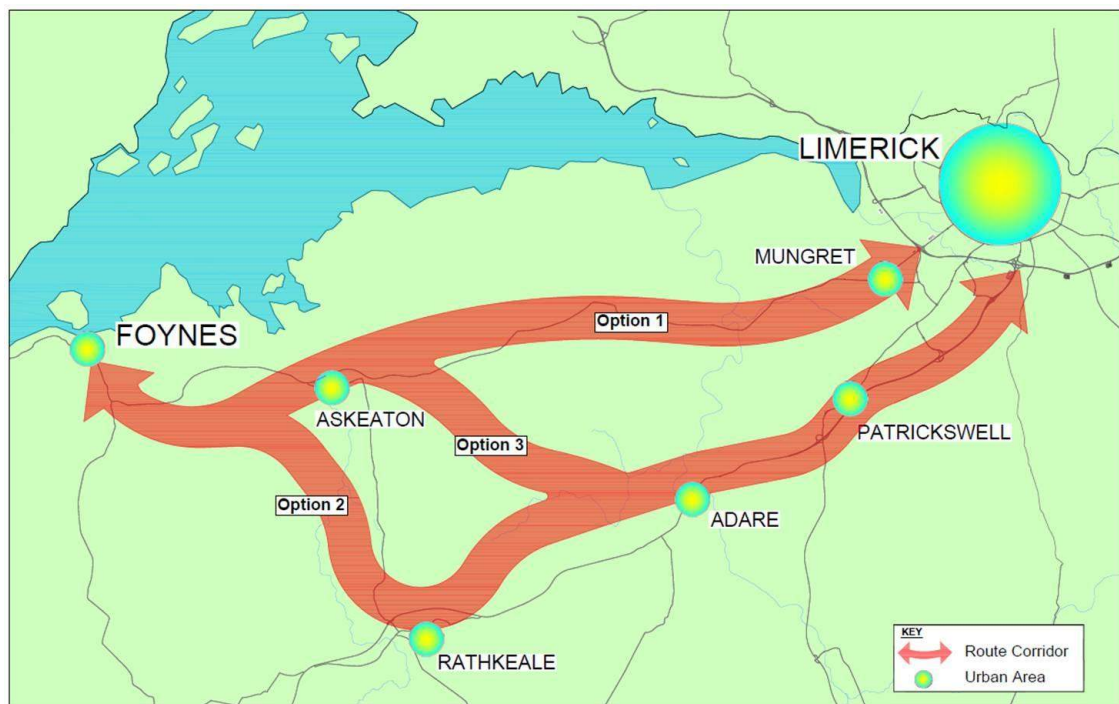 LIMERICK
MUNGRET
Option 1
FOYNES
ASKEATON
PATRICKSWELL
Option 3
Option 2
ADARE
RATHKEALE
KEY
Route Corridor
Urban Area